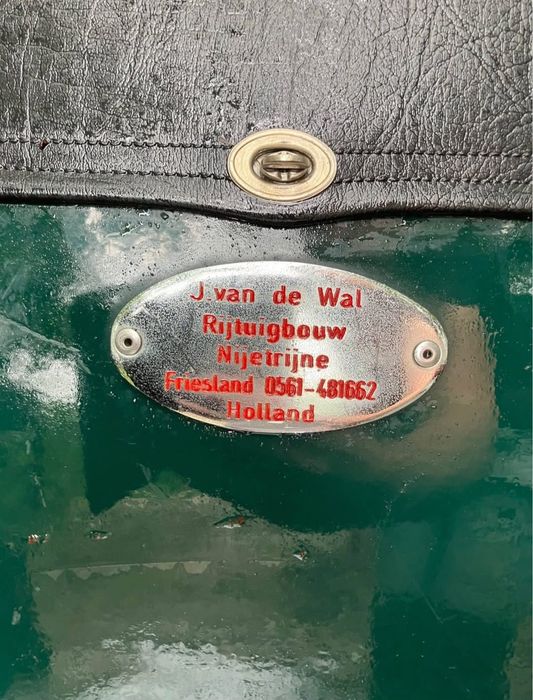 J.van de Wal
Rijtuigbouw
Nijetrijne
Friesland 0561-481662
Holland